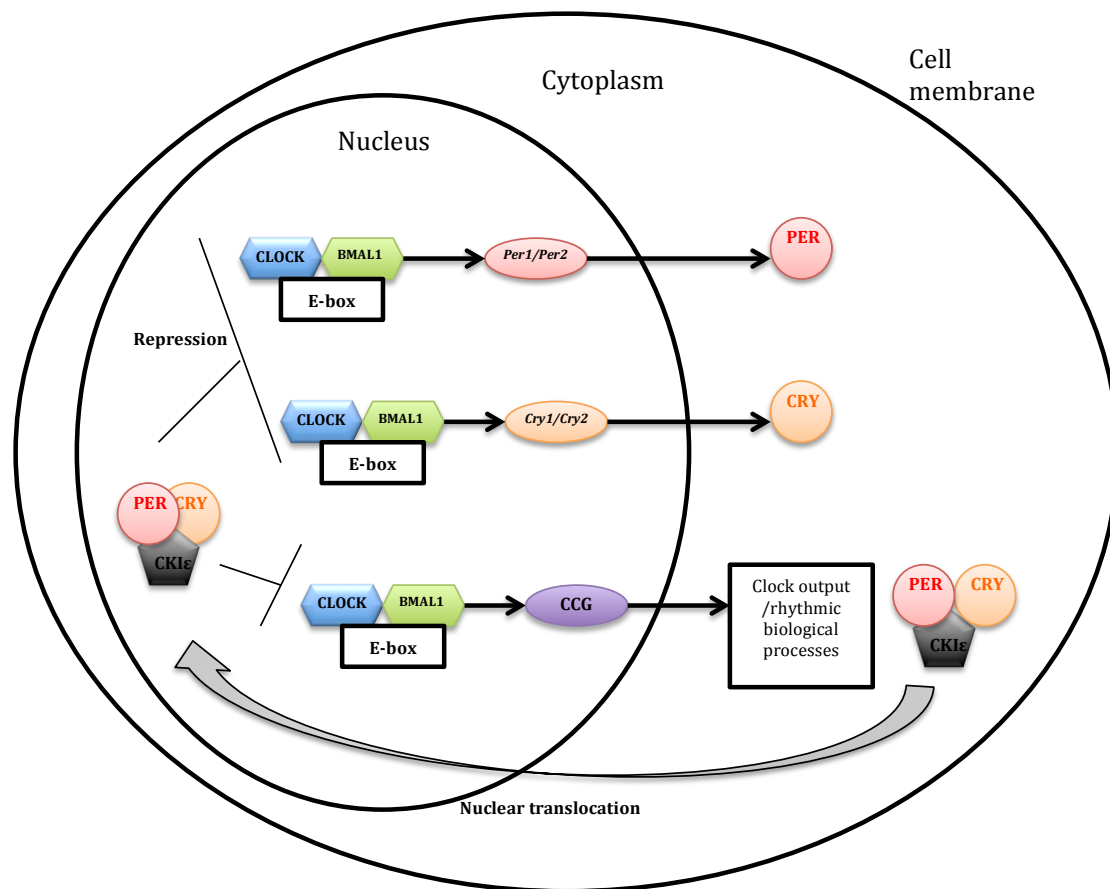 Cell
membrane
Cytoplasm
Nucleus
CLOCK
BMAL1
E-box
Per1/Per2
PER
Repression
CLOCK
BMAL1
E-box
Cry1/Cry2
CRY
PER
CRY
CKIε
CLOCK
BMAL1
E-box
CCG
Clock output
/rhythmic
biological
processes
PER
CRY
CKIε
Nuclear translocation